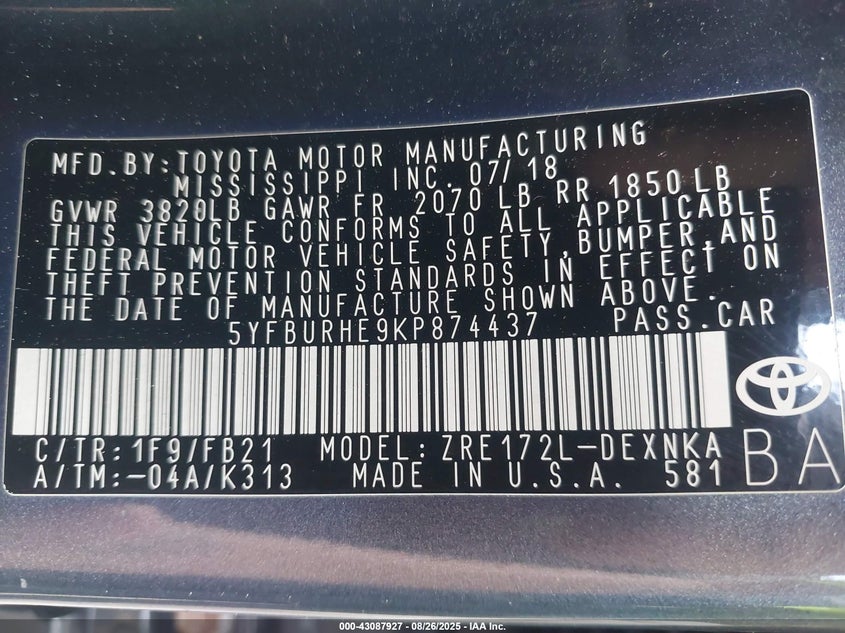 MFD.BY:TOYOTA MOTOR MANUFACTURING
MISSISSIPPI INC. 07/18
GVWR 3820LB GAWR FR 2070 LB RR 1850LB
THIS VEHICLE CONFORMS TO ALL APPLICABLE
FEDERAL MOTOR VEHICLE SAFETY,BUMPER,AND
THEFT PREVENTION STANDARDS IN EFFECT ON
THE DATE OF MANUFACTURE SHOWN ABOVE.
5YFBURHE9KP874437 PASS.CAR
C/TR:1F9/FB21 MODEL:ZRE172L-DEXNKA
A/TM:-04A/K313 MADE IN U.S.A. 581
BA
000-43087927 - 08/26/2025 - IAA Inc.